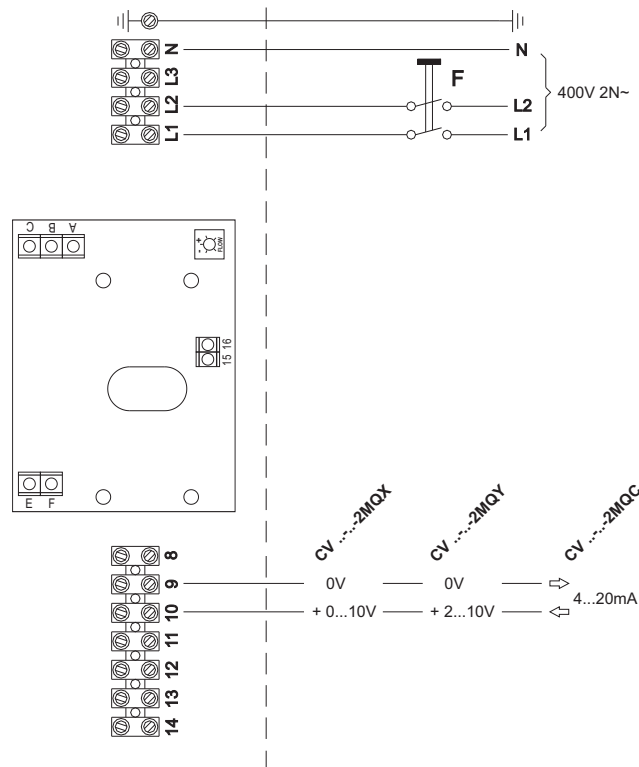 N
N
L3
F
400V 2N~
L2
L2
L1
L1
C B A
+
-
FLOW
15 16
E F
CV ..-..-2MQX
CV ..-..-2MQY
CV ..-..-2MQC
8
9
0V
0V
4...20mA
10
+ 0...10V
+ 2...10V
11
12
13
14